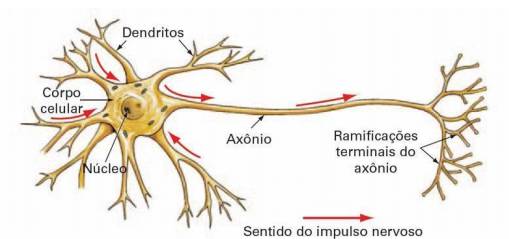 Dendritos
Corpo
celular
Núcleo
Axônio
Ramificações
terminais do
axônio
Sentido do impulso nervoso